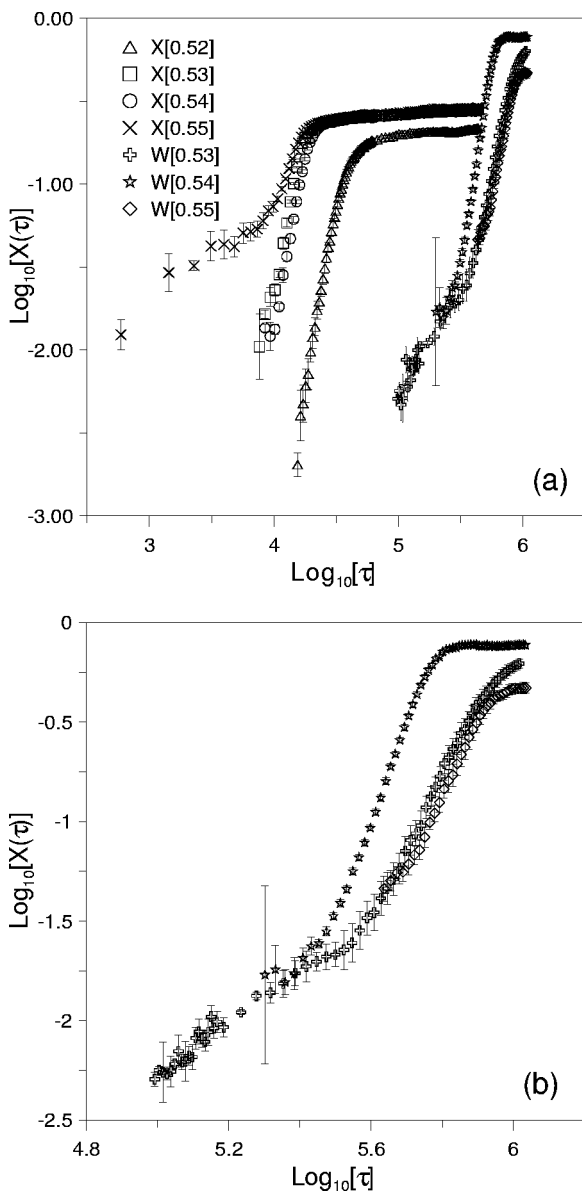 0.00
-1.00
-2.00
-3.00
Log10[X(τ)]
X[0.52]
X[0.53]
X[0.54]
X[0.55]
W[0.53]
W[0.54]
W[0.55]
(a)
3 4 5 6
Log10[τ]
0
-0.5
-1
-1.5
-2
-2.5
Log10[X(τ)]
(b)
4.8 5.2 5.6 6
Log10[τ]